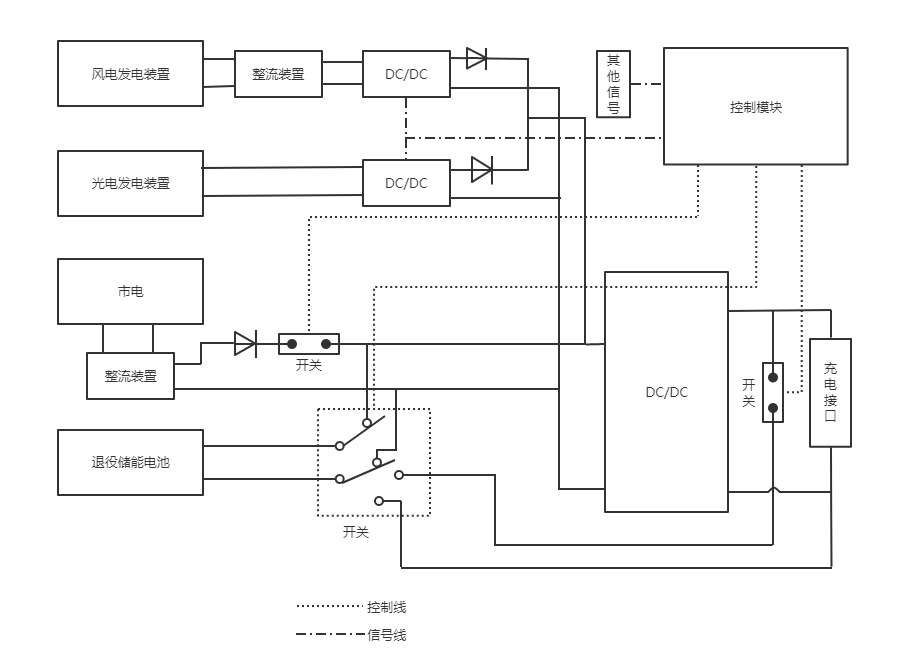 风电发电装置
整流装置
DC/DC
其他信号
控制模块
光电发电装置
DC/DC
市电
整流装置
开关
DC/DC
开关
充电接口
退役储能电池
开关
控制线
信号线